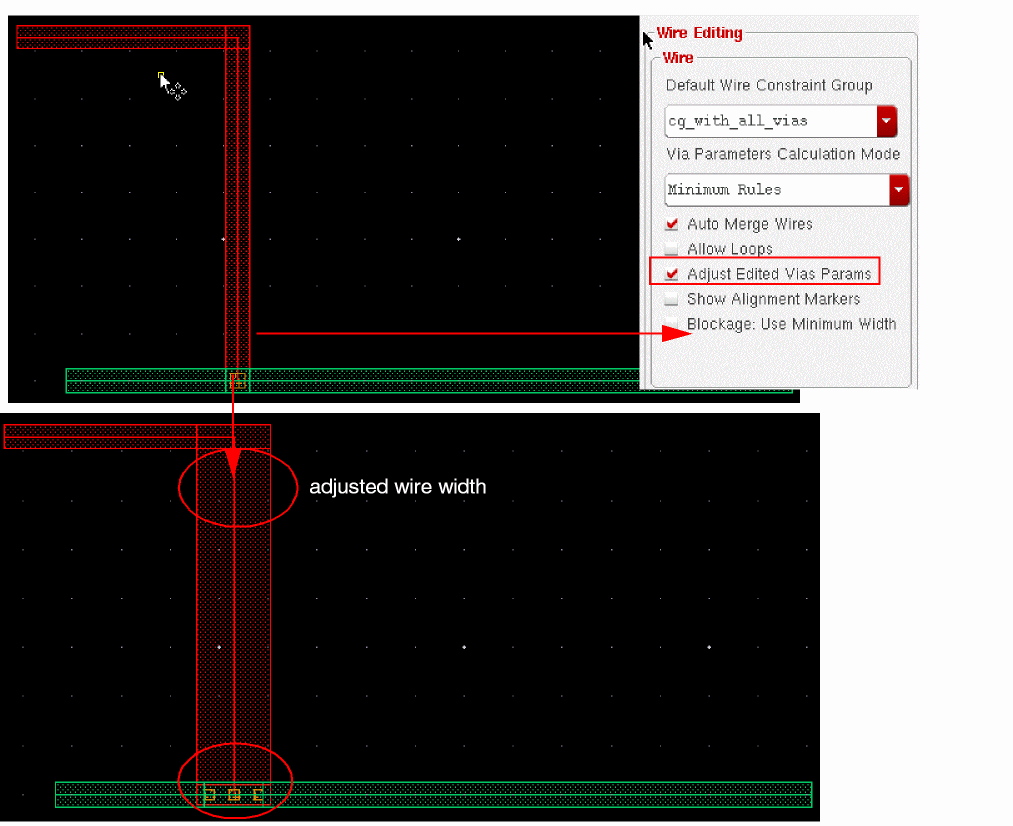 Wire Editing
Wire
Default Wire Constraint Group
cg_with_all_vias
Via Parameters Calculation Mode
Minimum Rules
Auto Merge Wires
Allow Loops
Adjust Edited Vias Params
Show Alignment Markers
Blockage: Use Minimum Width
adjusted wire width